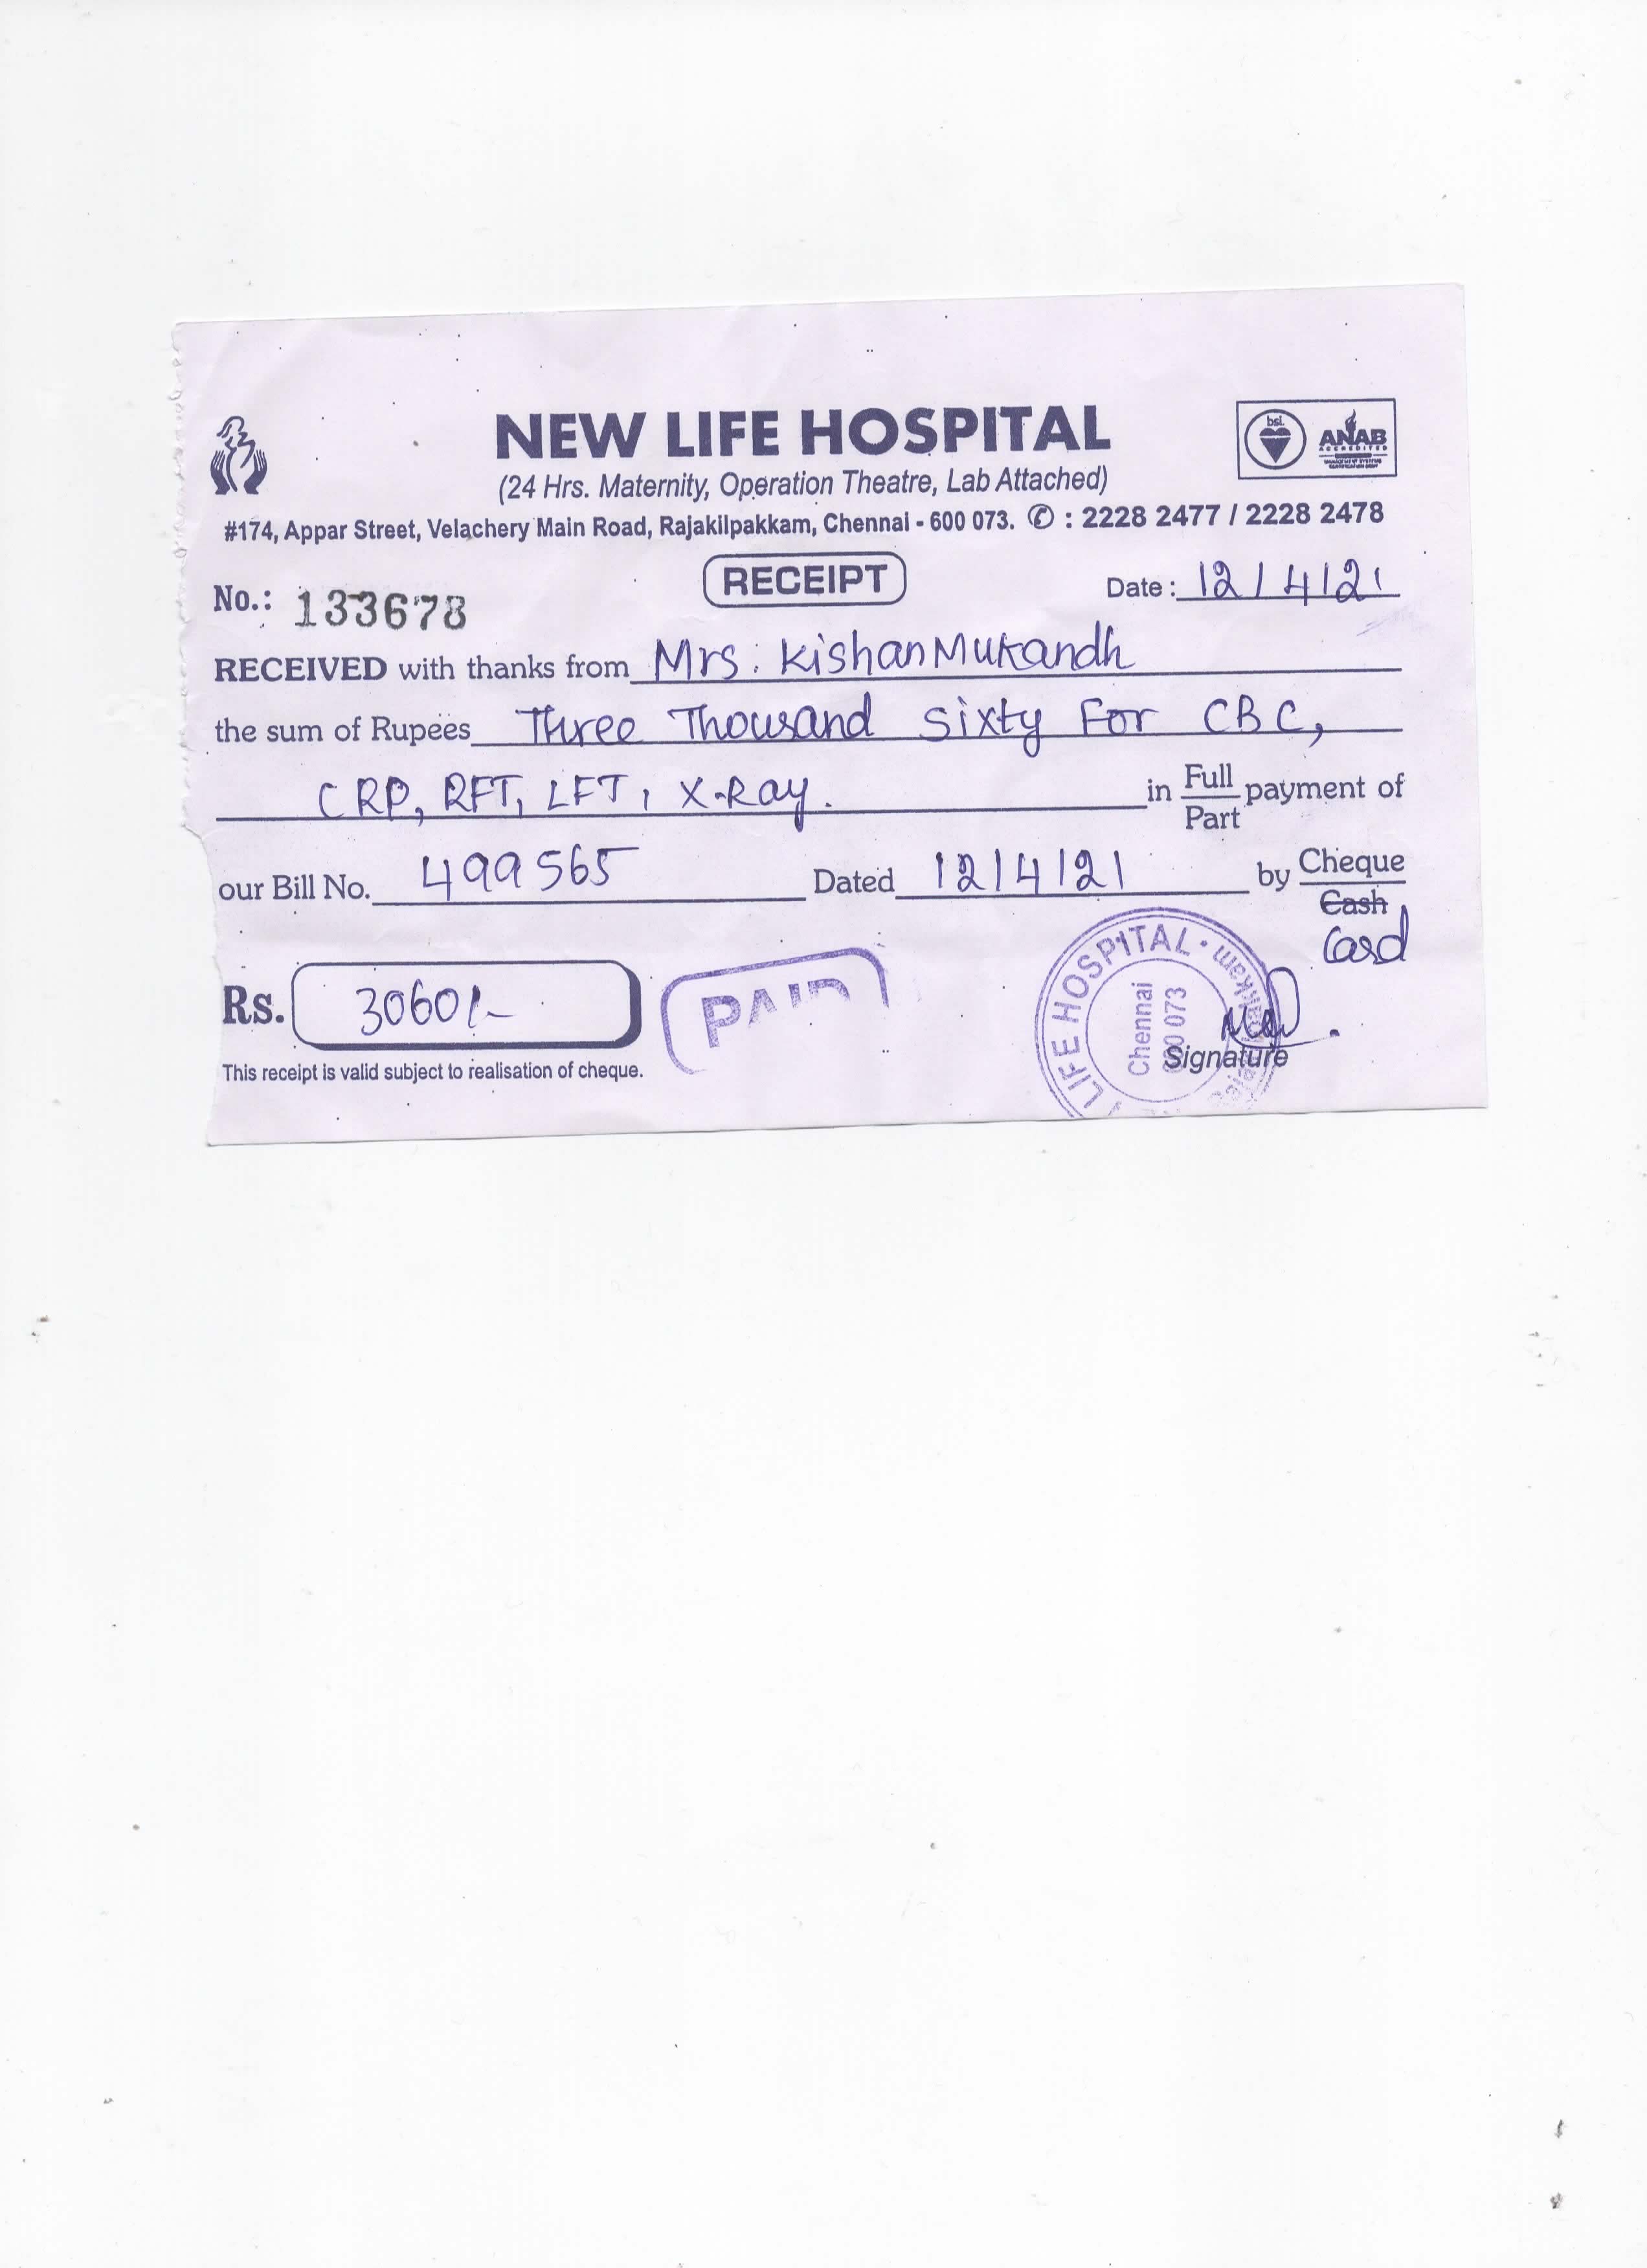 NEW LIFE HOSPITAL
bsi.
ANAB
ACCREDITED
(24 Hrs. Maternity, Operation Theatre, Lab Attached)
#174, Appar Street, Velachery Main Road, Rajakilpakkam, Chennai - 600 073. ✆ : 2228 2477 / 2228 2478
RECEIPT
No.: 133678
Date : 12/4/21
RECEIVED with thanks from Mrs. Kishan Mukandh
the sum of Rupees Three Thousand Sixty For CBC,
CRP, RFT, LFT, X-Ray. in Full/Part payment of
our Bill No. 499565 Dated 12/4/21 by Cheque
Cash
Card
Rs. 3060/-
PAID
LIFE HOSPITAL
Chennai
600 073
Signature
This receipt is valid subject to realisation of cheque.